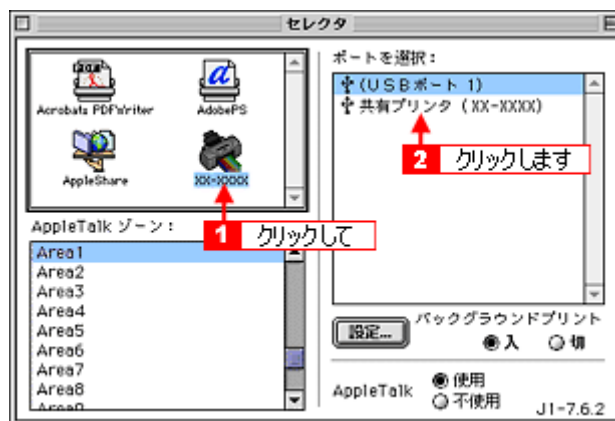 セレクタ
Acrobat® PDFWriter
AdobePS
AppleShare
XX-XXXX
AppleTalk ゾーン：
Area1
Area2
Area3
Area4
Area5
Area6
Area7
Area8
ポートを選択：
(USBポート 1)
共有プリンタ (XX-XXXX)
1 クリックして
2 クリックします
設定...
バックグラウンドプリント
入 切
AppleTalk
使用
不使用
J1-7.6.2